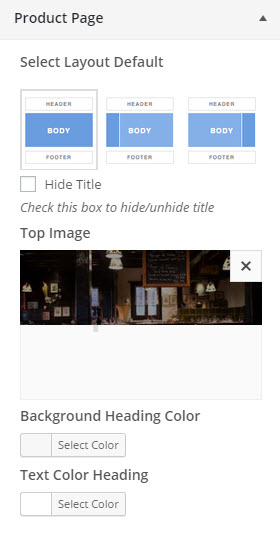 Product Page
Select Layout Default
HEADER HEADER HEADER
BODY BODY BODY
FOOTER FOOTER FOOTER
Hide Title
Check this box to hide/unhide title
Top Image
Background Heading Color
Select Color
Text Color Heading
Select Color